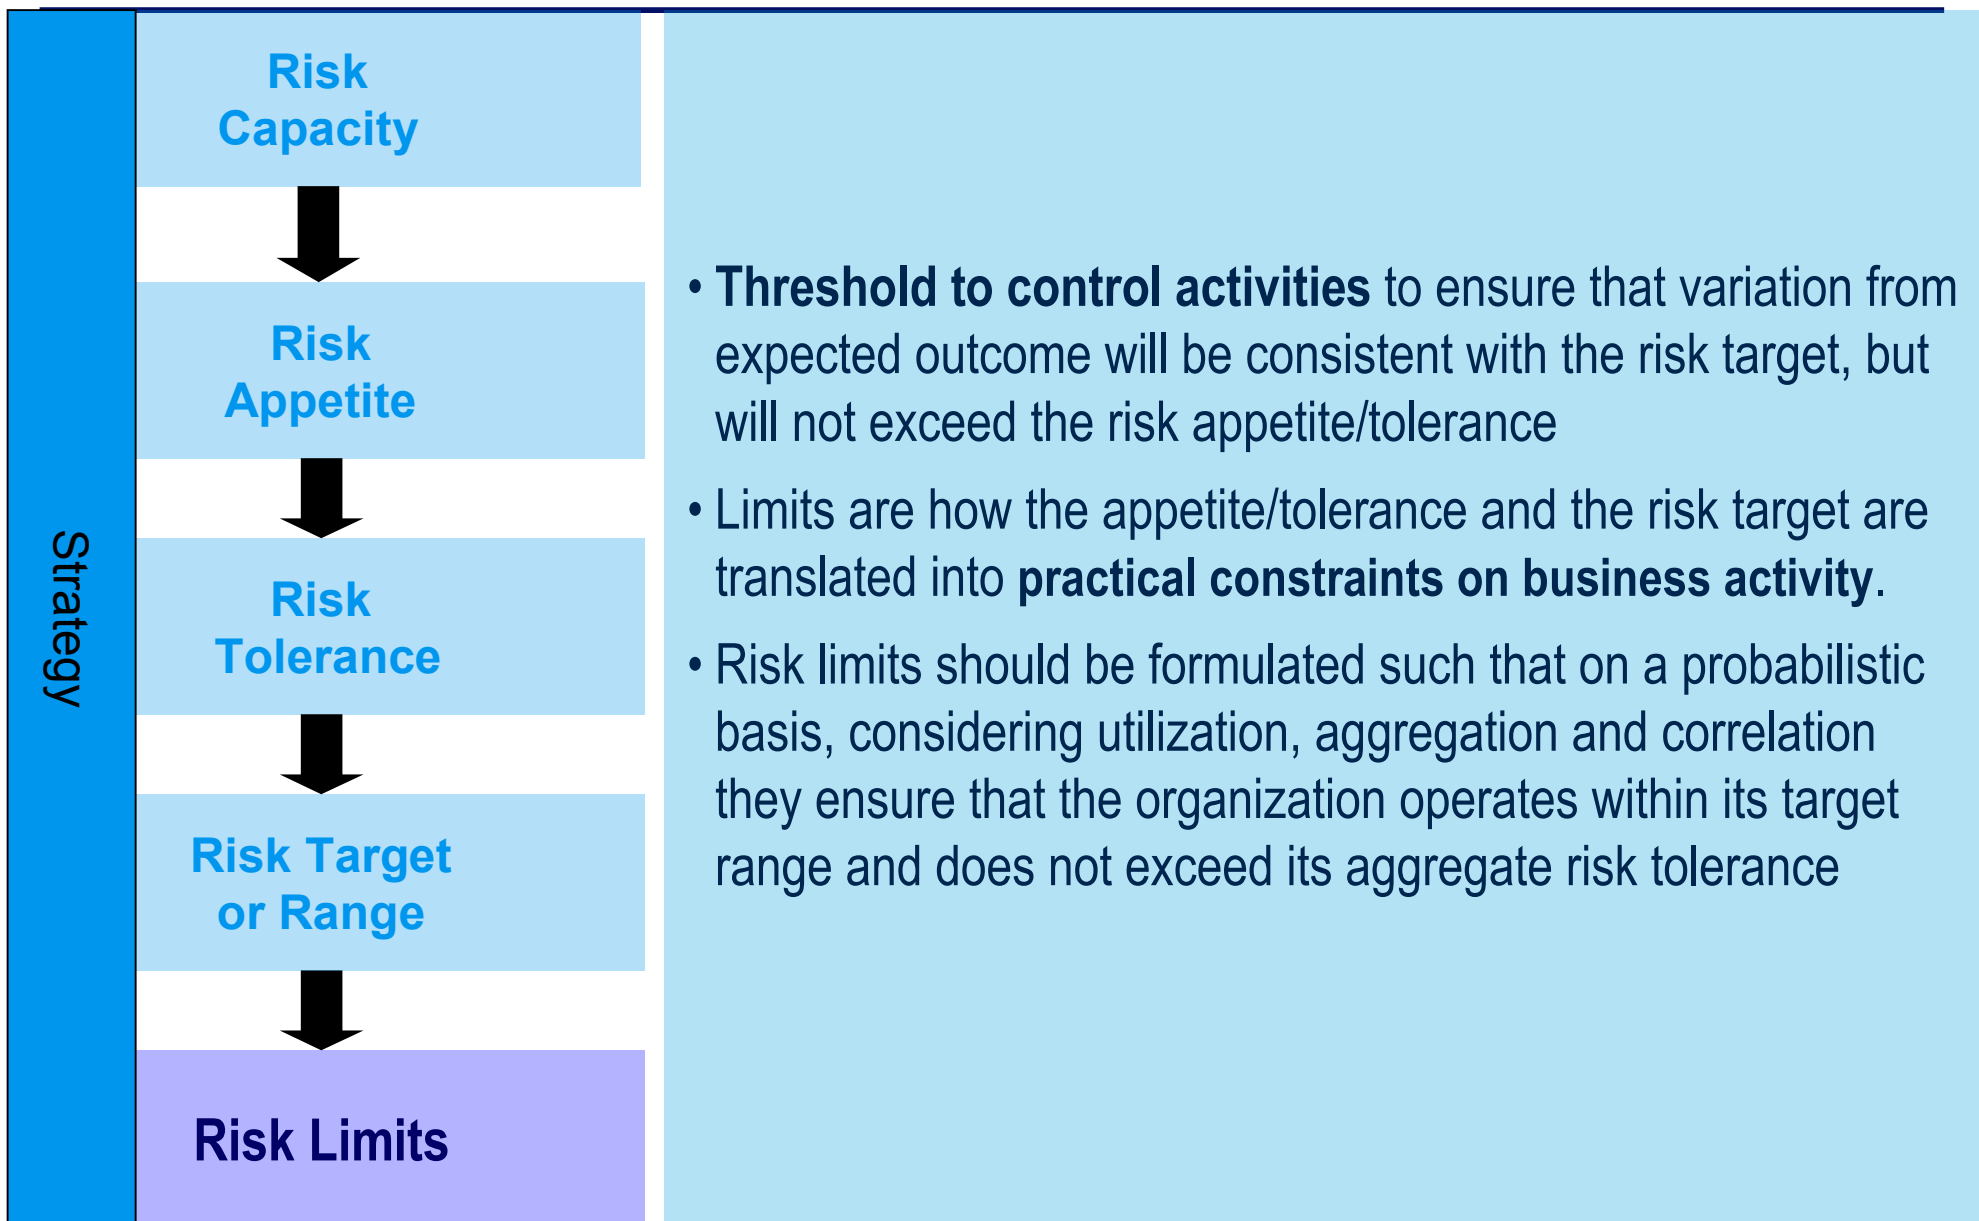 Strategy
Risk
Capacity
Risk
Appetite
Risk
Tolerance
Risk Target
or Range
Risk Limits
• Threshold to control activities to ensure that variation from
expected outcome will be consistent with the risk target, but
will not exceed the risk appetite/tolerance
• Limits are how the appetite/tolerance and the risk target are
translated into practical constraints on business activity.
• Risk limits should be formulated such that on a probabilistic
basis, considering utilization, aggregation and correlation
they ensure that the organization operates within its target
range and does not exceed its aggregate risk tolerance